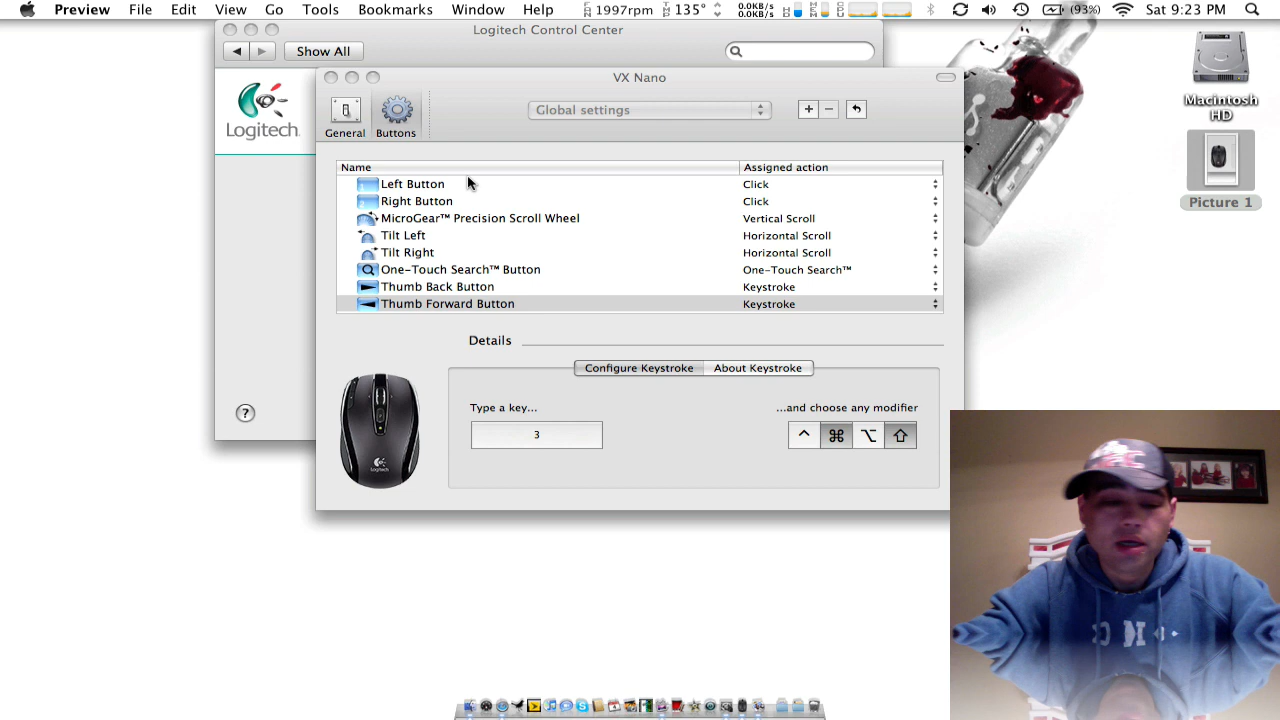 Preview File Edit View Go Tools Bookmarks Window Help 1997rpm 135° 0.0KB/s 0.0KB/s (93%) Sat 9:23 PM
Logitech Control Center
Show All
VX Nano
Global settings
General Buttons
Logitech
Macintosh HD
Picture 1
Name Assigned action
Left Button Click
Right Button Click
MicroGear™ Precision Scroll Wheel Vertical Scroll
Tilt Left Horizontal Scroll
Tilt Right Horizontal Scroll
One-Touch Search™ Button One-Touch Search™
Thumb Back Button Keystroke
Thumb Forward Button Keystroke
Details
Configure Keystroke About Keystroke
Type a key... ...and choose any modifier
3 ^ ⌘ ⌥ ⇧
?
Logitech